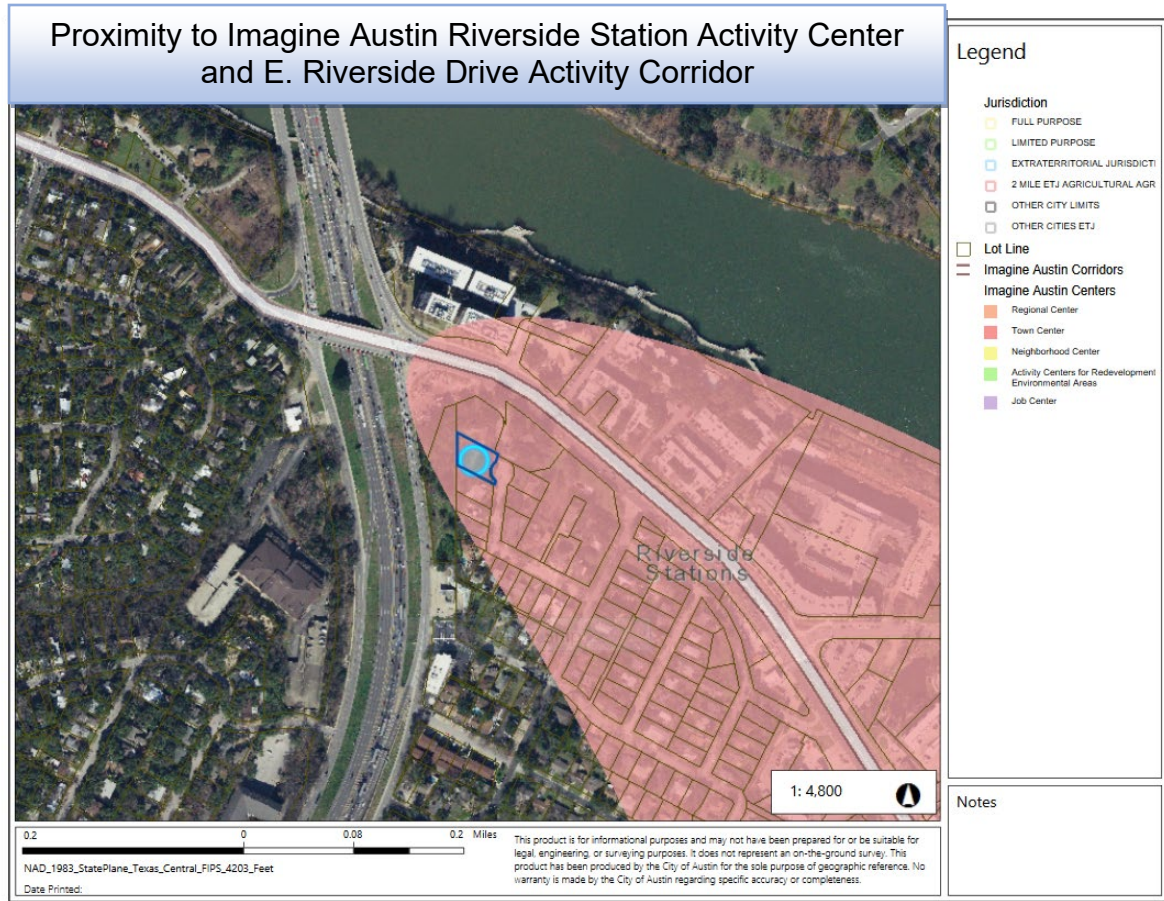 Proximity to Imagine Austin Riverside Station Activity Center
and E. Riverside Drive Activity Corridor
Legend
Jurisdiction
FULL PURPOSE
LIMITED PURPOSE
EXTRATERRITORIAL JURISDICTI
2 MILE ETJ AGRICULTURAL AGR
OTHER CITY LIMITS
OTHER CITIES ETJ
Lot Line
Imagine Austin Corridors
Imagine Austin Centers
Regional Center
Town Center
Neighborhood Center
Activity Centers for Redevelopment
Environmental Areas
Job Center
Riverside
Stations
1: 4,800
Notes
0.2 0 0.08 0.2 Miles
NAD_1983_StatePlane_Texas_Central_FIPS_4203_Feet
Date Printed:
This product is for informational purposes and may not have been prepared for or be suitable for
legal, engineering, or surveying purposes. It does not represent an on-the-ground survey. This
product has been produced by the City of Austin for the sole purpose of geographic reference. No
warranty is made by the City of Austin regarding specific accuracy or completeness.